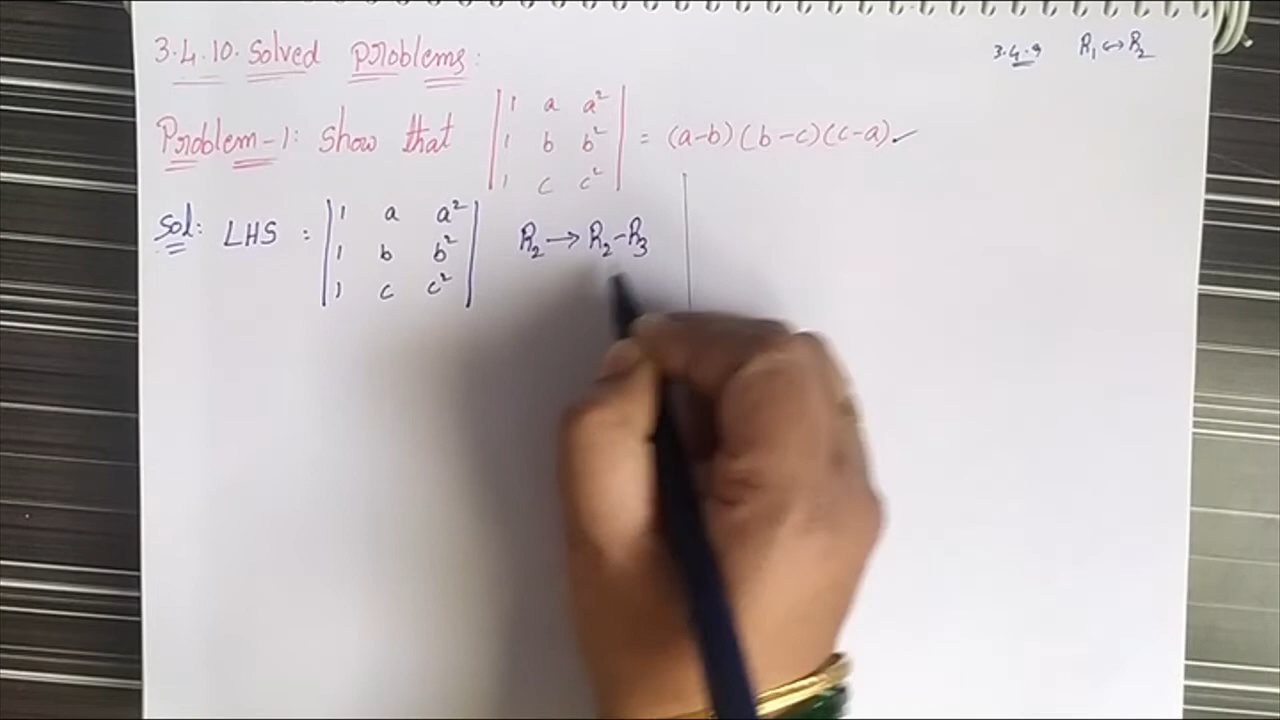 3.4.10. Solved Problems:
3.4.9 R₁↔R₂
Problem-1: Show that | 1 a a² | = (a-b)(b-c)(c-a).
| 1 b b² |
| 1 c c² |
Sol: LHS = | 1 a a² | R₂→R₂-R₃
| 1 b b² |
| 1 c c² |